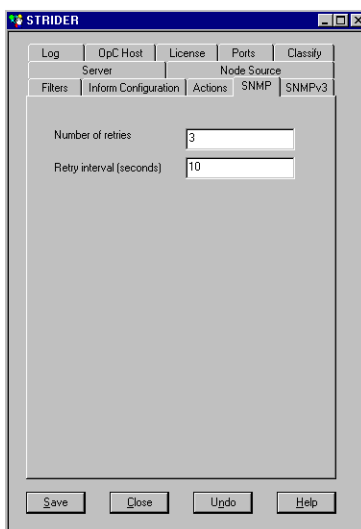 STRIDER
Log OpC Host License Ports Classify
Server Node Source
Filters Inform Configuration Actions SNMP SNMPv3
Number of retries 3
Retry interval (seconds) 10
Save Close Undo Help